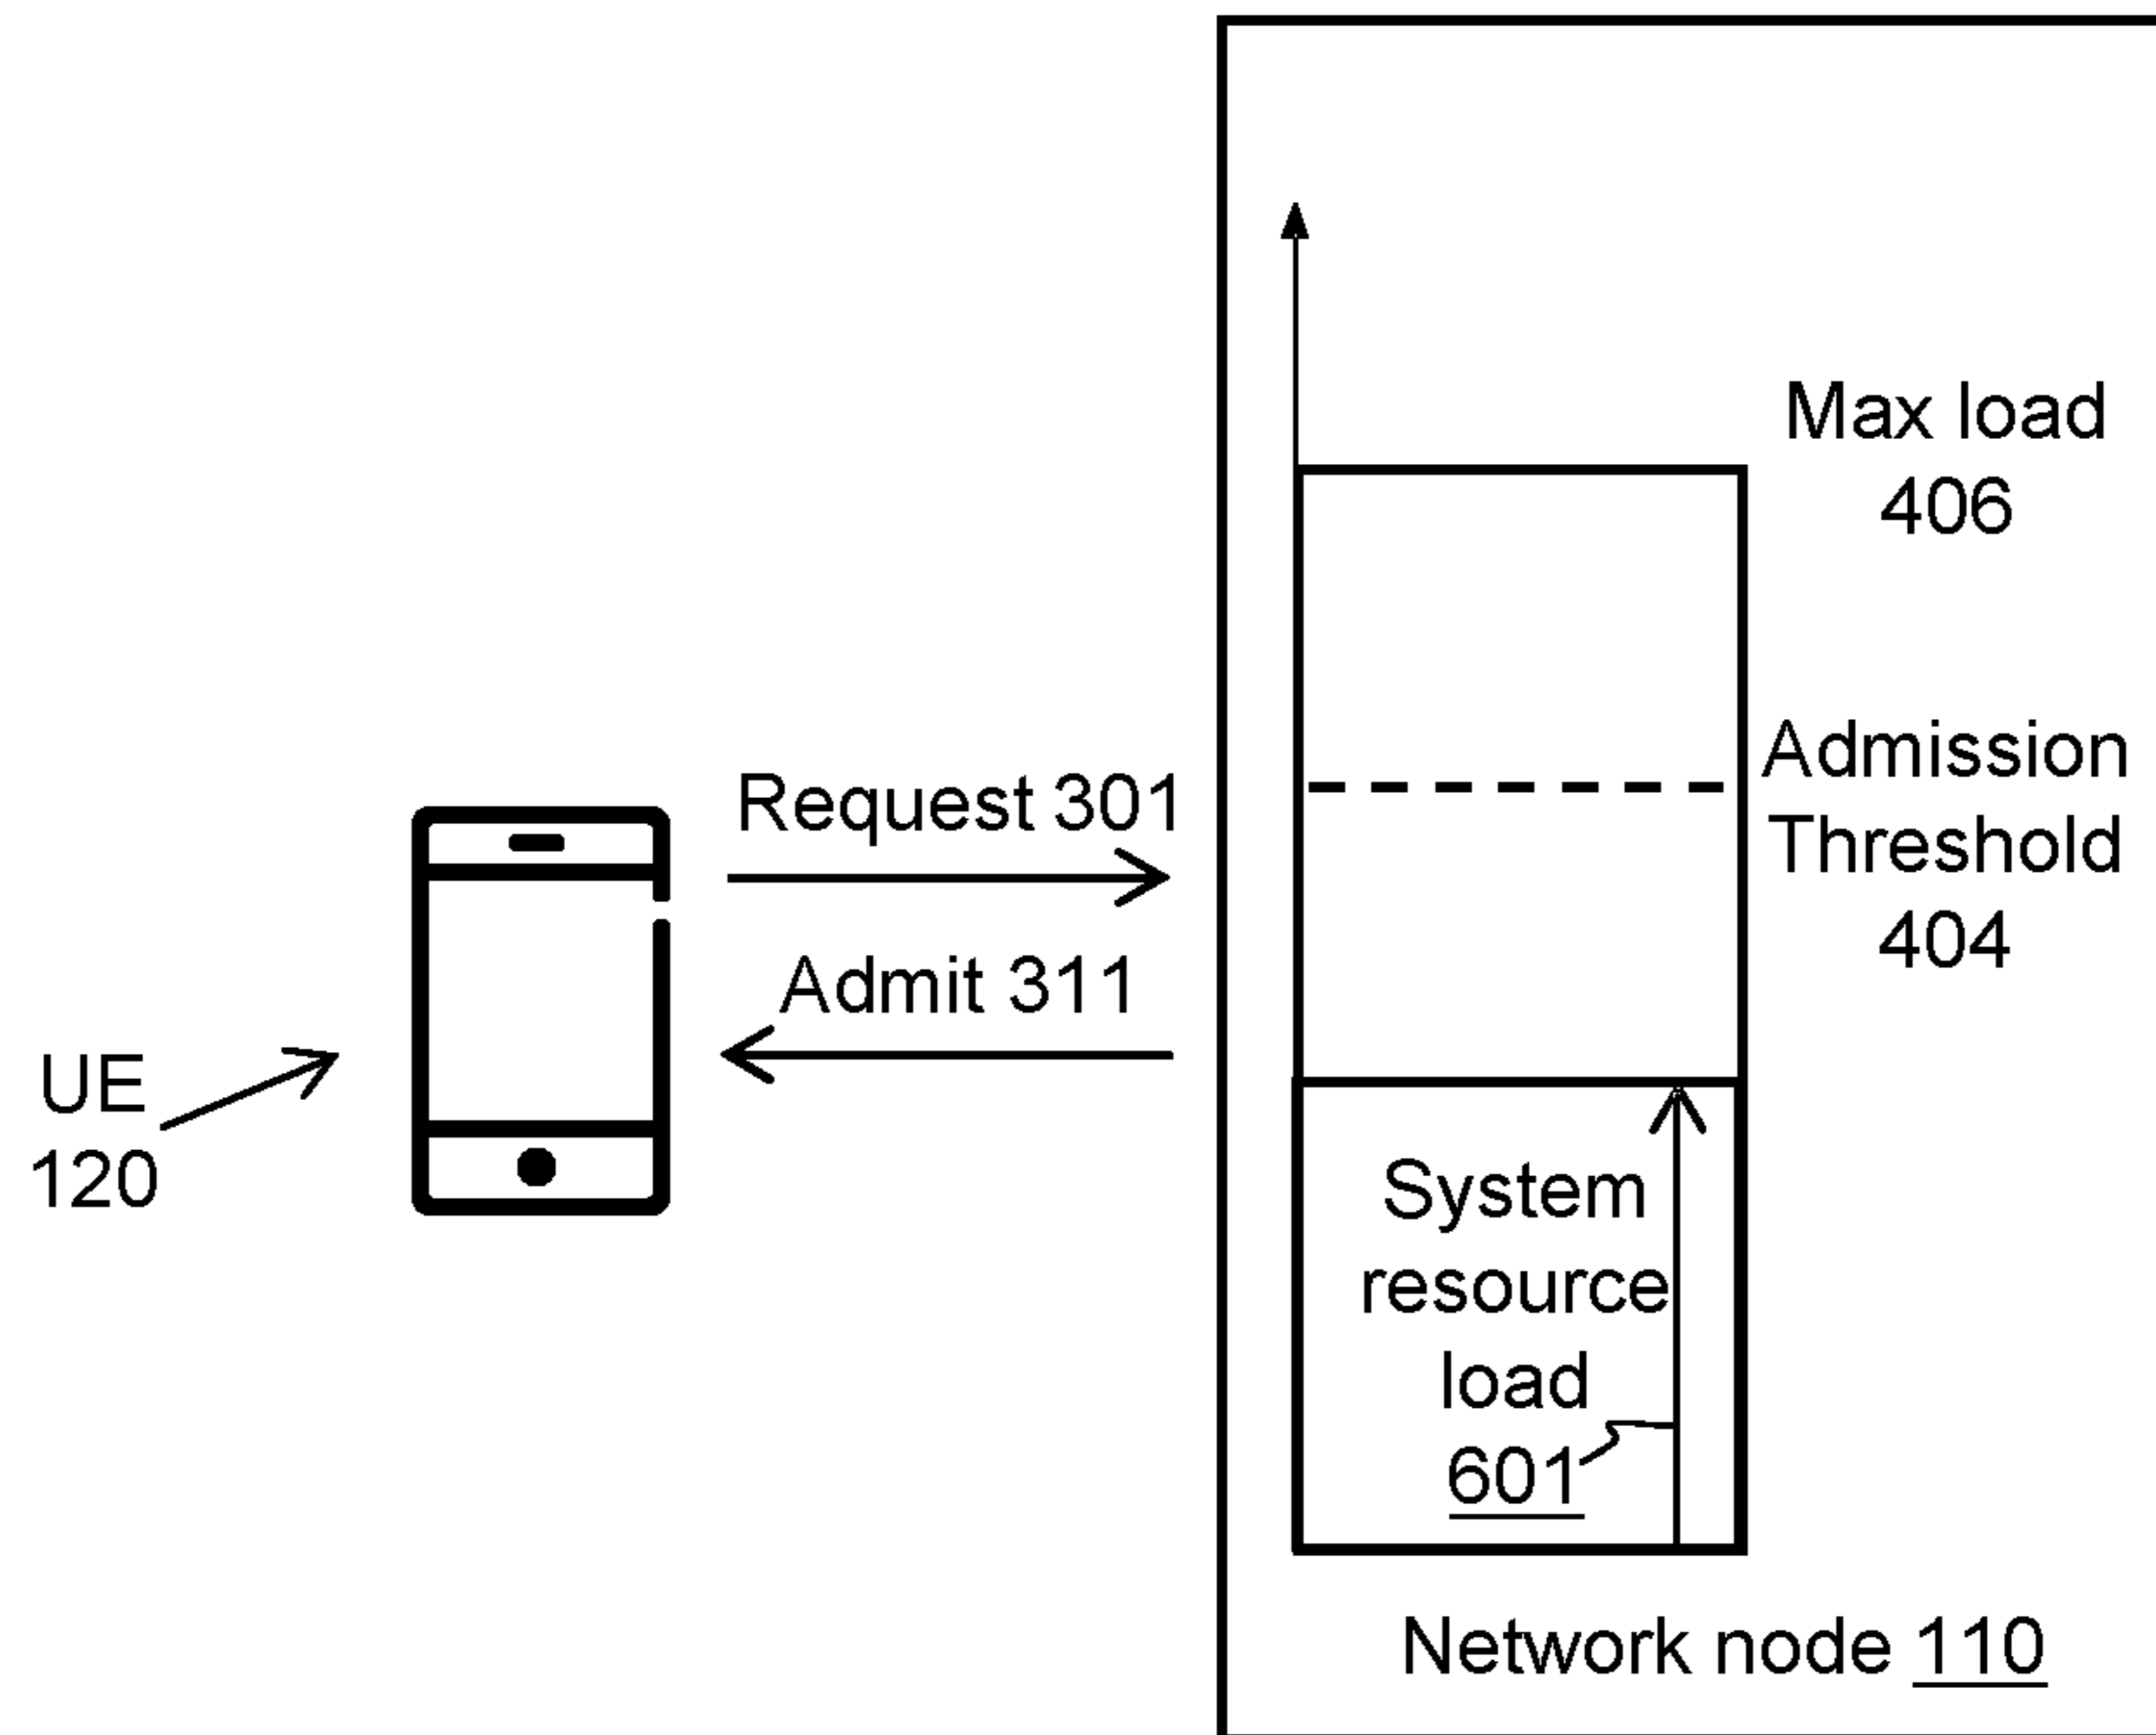 Max load
406
Admission
Threshold
404
Request 301
Admit 311
UE
120
System
resource
load
601
Network node 110